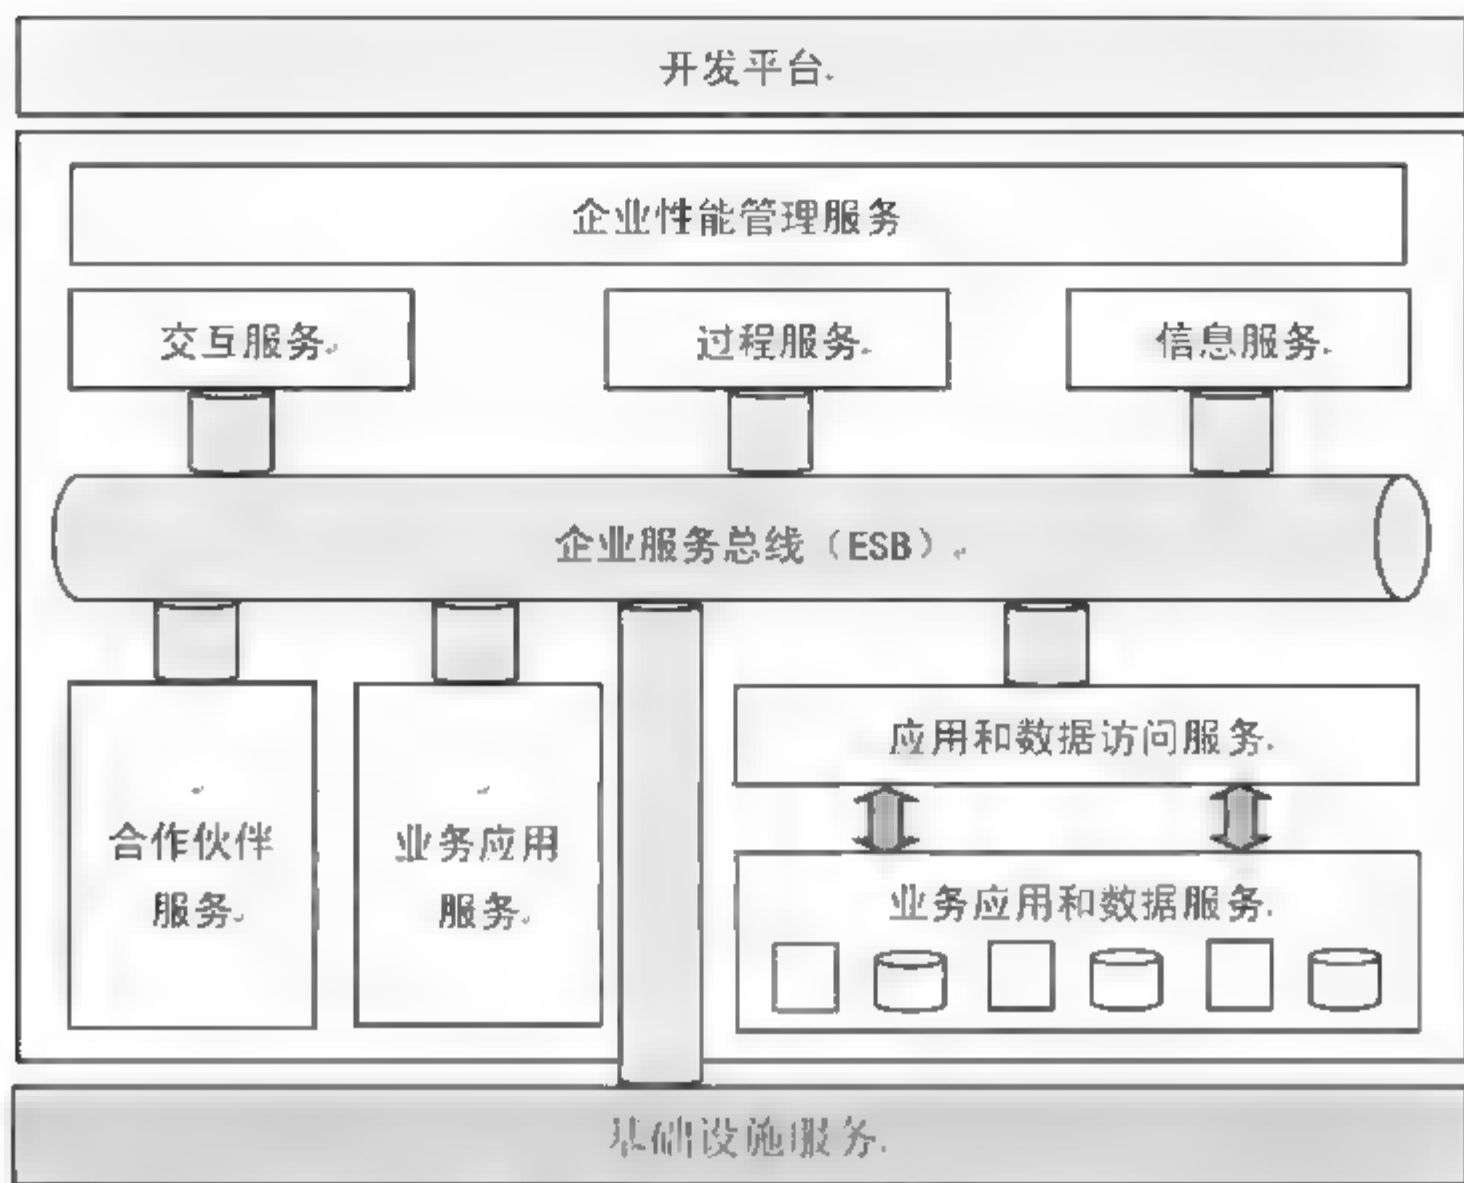 开发平台
企业性能管理服务
交互服务
过程服务
信息服务
企业服务总线（ESB）
合作伙伴
服务
业务应用
服务
应用和数据访问服务
业务应用和数据服务
基础设施服务